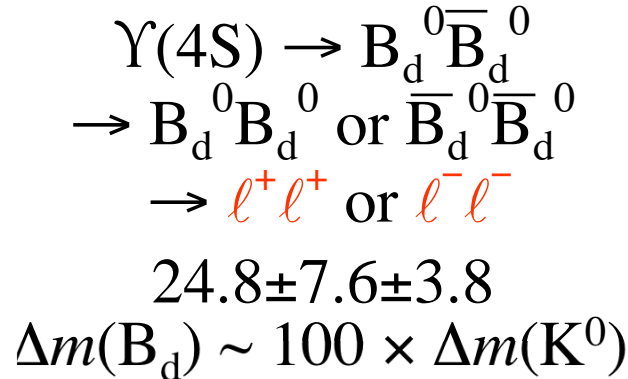 ϒ(4S) → B_d^0 B̅_d^0
→ B_d^0 B_d^0 or B̅_d^0 B̅_d^0
→ ℓ^+ ℓ^+ or ℓ^− ℓ^−
24.8±7.6±3.8
Δm(B_d) ~ 100 × Δm(K^0)